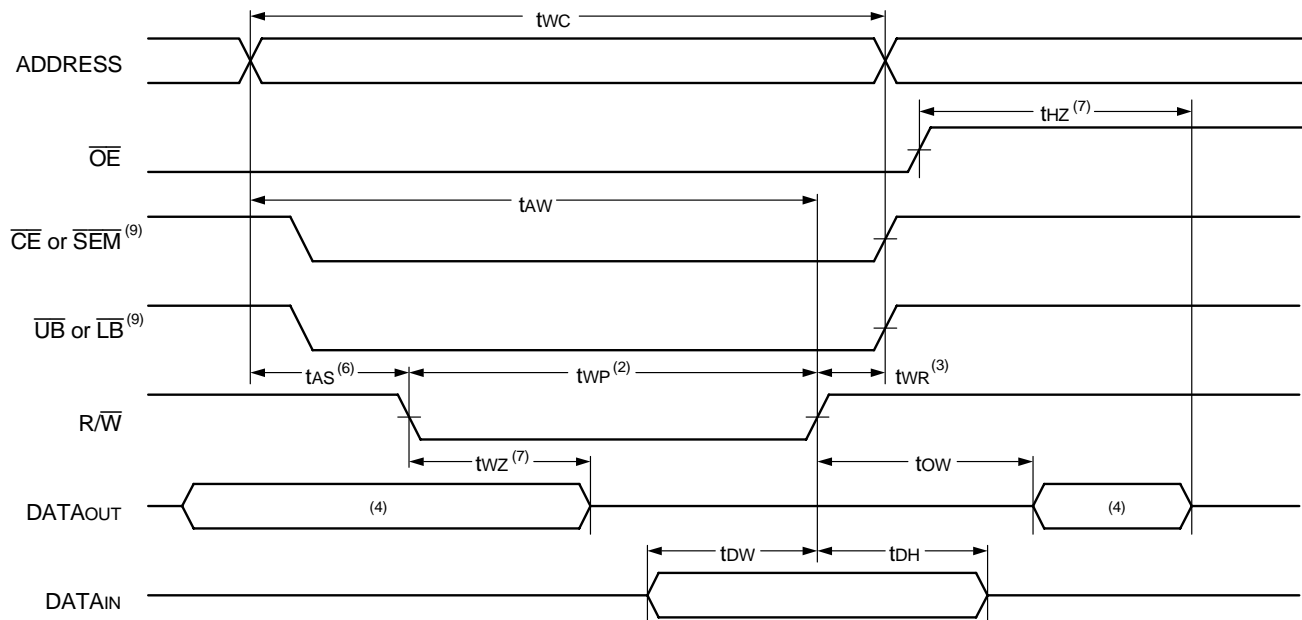 tWC
ADDRESS
tHZ (7)
OE
tAW
CE or SEM (9)
UB or LB (9)
tAS (6) tWP (2) tWR (3)
R/W
tWZ (7) tOW
DATAOUT (4) (4)
tDW tDH
DATAIN